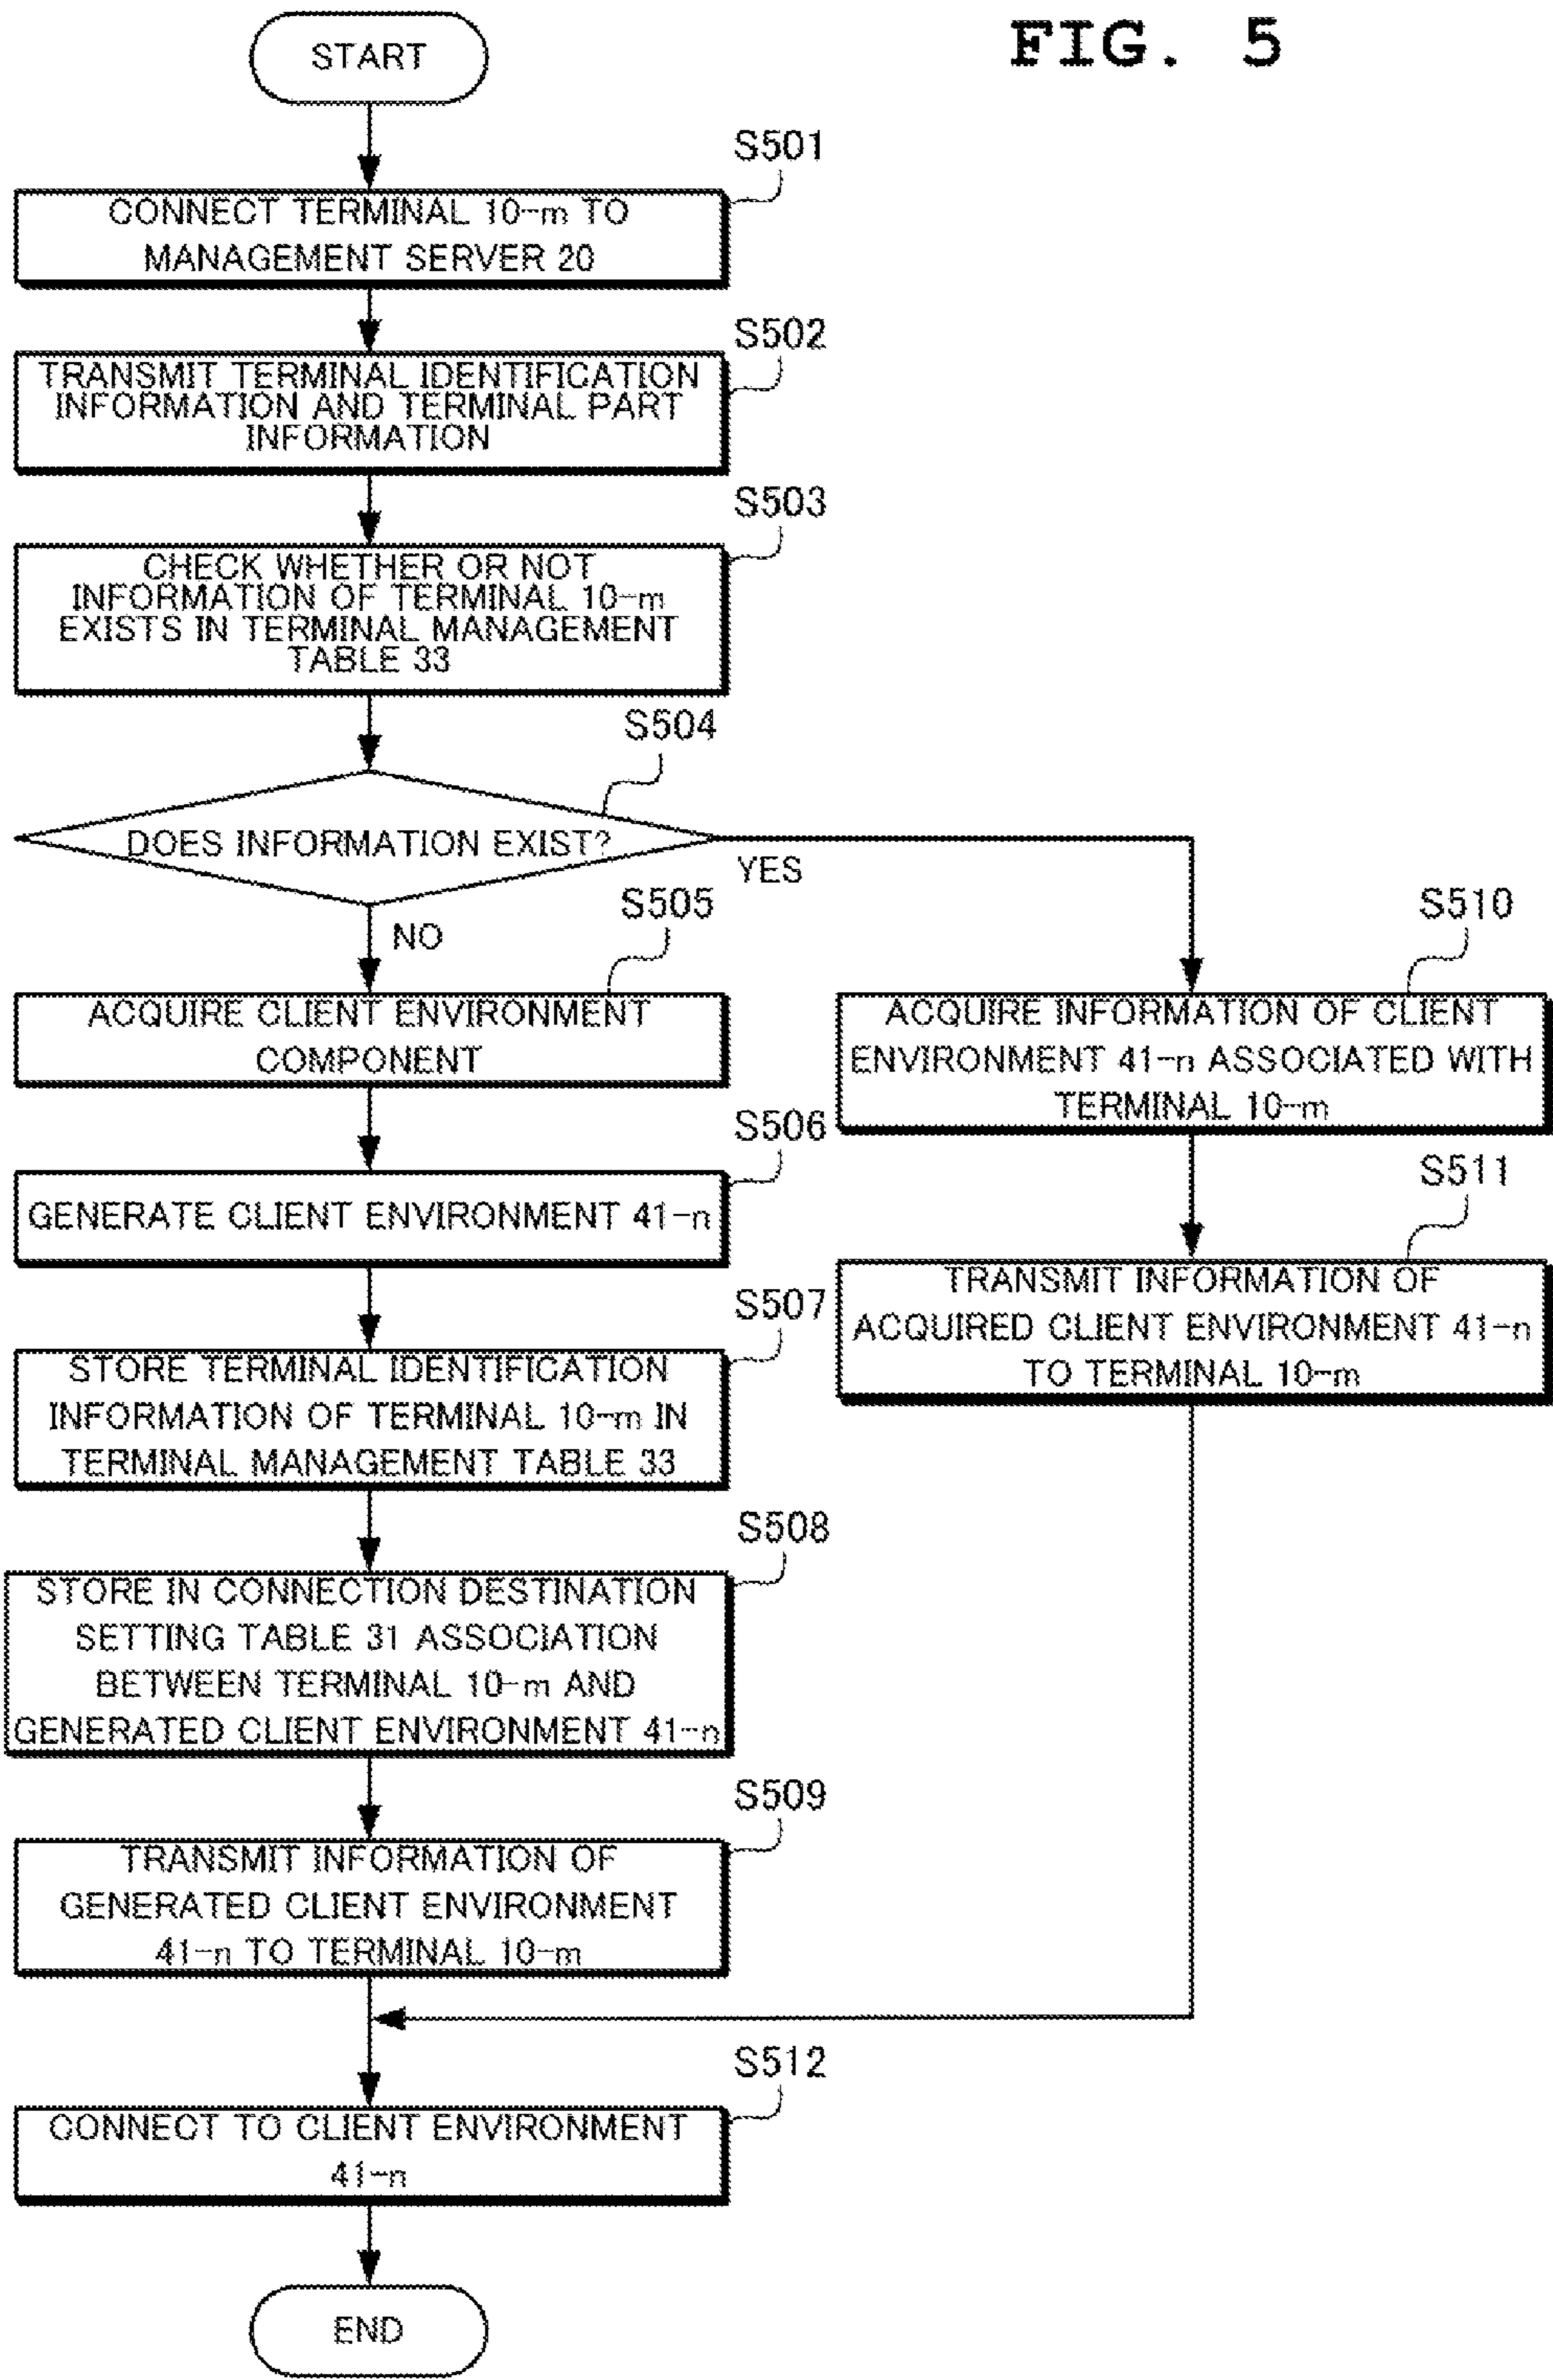 FIG. 5
START
S501
CONNECT TERMINAL 10-m TO
MANAGEMENT SERVER 20
S502
TRANSMIT TERMINAL IDENTIFICATION
INFORMATION AND TERMINAL PART
INFORMATION
S503
CHECK WHETHER OR NOT
INFORMATION OF TERMINAL 10-m
EXISTS IN TERMINAL MANAGEMENT
TABLE 33
S504
DOES INFORMATION EXIST?
YES
NO
S505
ACQUIRE CLIENT ENVIRONMENT
COMPONENT
S506
GENERATE CLIENT ENVIRONMENT 41-n
S507
STORE TERMINAL IDENTIFICATION
INFORMATION OF TERMINAL 10-m IN
TERMINAL MANAGEMENT TABLE 33
S508
STORE IN CONNECTION DESTINATION
SETTING TABLE 31 ASSOCIATION
BETWEEN TERMINAL 10-m AND
GENERATED CLIENT ENVIRONMENT 41-n
S509
TRANSMIT INFORMATION OF
GENERATED CLIENT ENVIRONMENT
41-n TO TERMINAL 10-m
S510
ACQUIRE INFORMATION OF CLIENT
ENVIRONMENT 41-n ASSOCIATED WITH
TERMINAL 10-m
S511
TRANSMIT INFORMATION OF
ACQUIRED CLIENT ENVIRONMENT 41-n
TO TERMINAL 10-m
S512
CONNECT TO CLIENT ENVIRONMENT
41-n
END